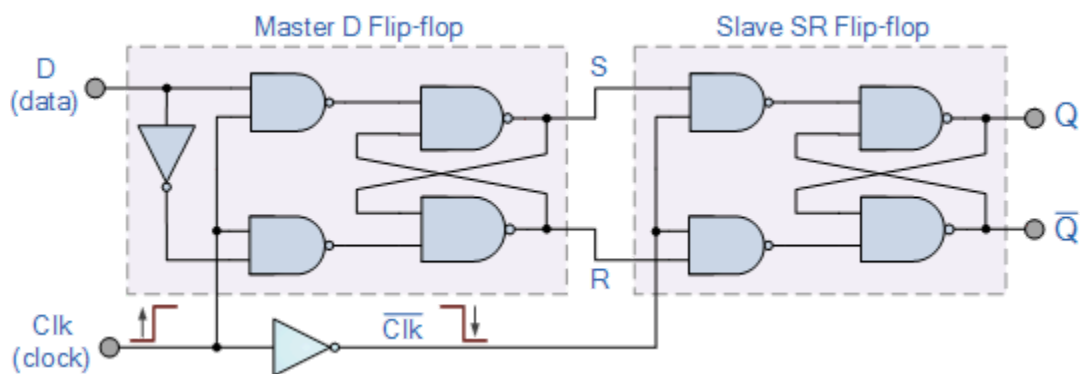 Master D Flip-flop
Slave SR Flip-flop
D
(data)
S
Q
Q̅
R
Clk
(clock)
C̅l̅k̅